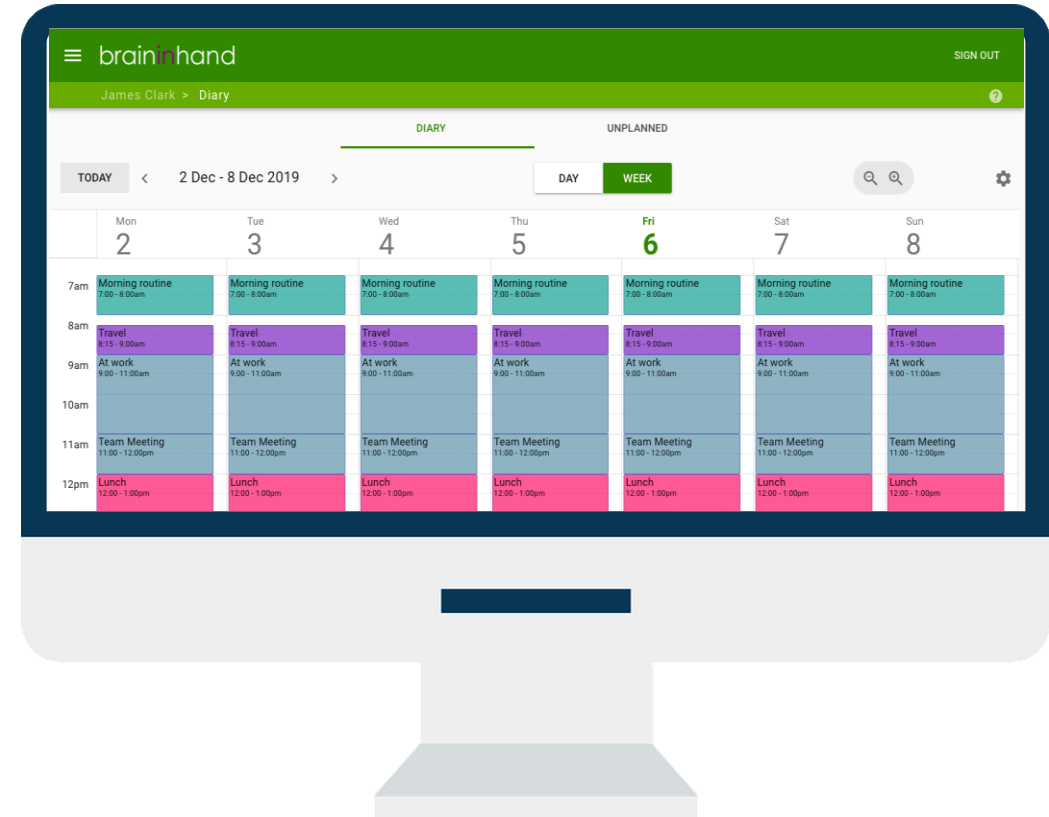 braininhand
SIGN OUT
James Clark > Diary
?
DIARY UNPLANNED
TODAY < 2 Dec - 8 Dec 2019 > DAY WEEK
Mon Tue Wed Thu Fri Sat Sun
2 3 4 5 6 7 8
7am Morning routine Morning routine Morning routine Morning routine Morning routine Morning routine Morning routine
7:00 - 8:00am 7:00 - 8:00am 7:00 - 8:00am 7:00 - 8:00am 7:00 - 8:00am 7:00 - 8:00am 7:00 - 8:00am
8am
Travel Travel Travel Travel Travel Travel Travel
8:15 - 9:00am 8:15 - 9:00am 8:15 - 9:00am 8:15 - 9:00am 8:15 - 9:00am 8:15 - 9:00am 8:15 - 9:00am
9am At work At work At work At work At work At work At work
9:00 - 11:00am 9:00 - 11:00am 9:00 - 11:00am 9:00 - 11:00am 9:00 - 11:00am 9:00 - 11:00am 9:00 - 11:00am
10am
11am Team Meeting Team Meeting Team Meeting Team Meeting Team Meeting Team Meeting Team Meeting
11:00 - 12:00pm 11:00 - 12:00pm 11:00 - 12:00pm 11:00 - 12:00pm 11:00 - 12:00pm 11:00 - 12:00pm 11:00 - 12:00pm
12pm Lunch Lunch Lunch Lunch Lunch Lunch Lunch
12:00 - 1:00pm 12:00 - 1:00pm 12:00 - 1:00pm 12:00 - 1:00pm 12:00 - 1:00pm 12:00 - 1:00pm 12:00 - 1:00pm